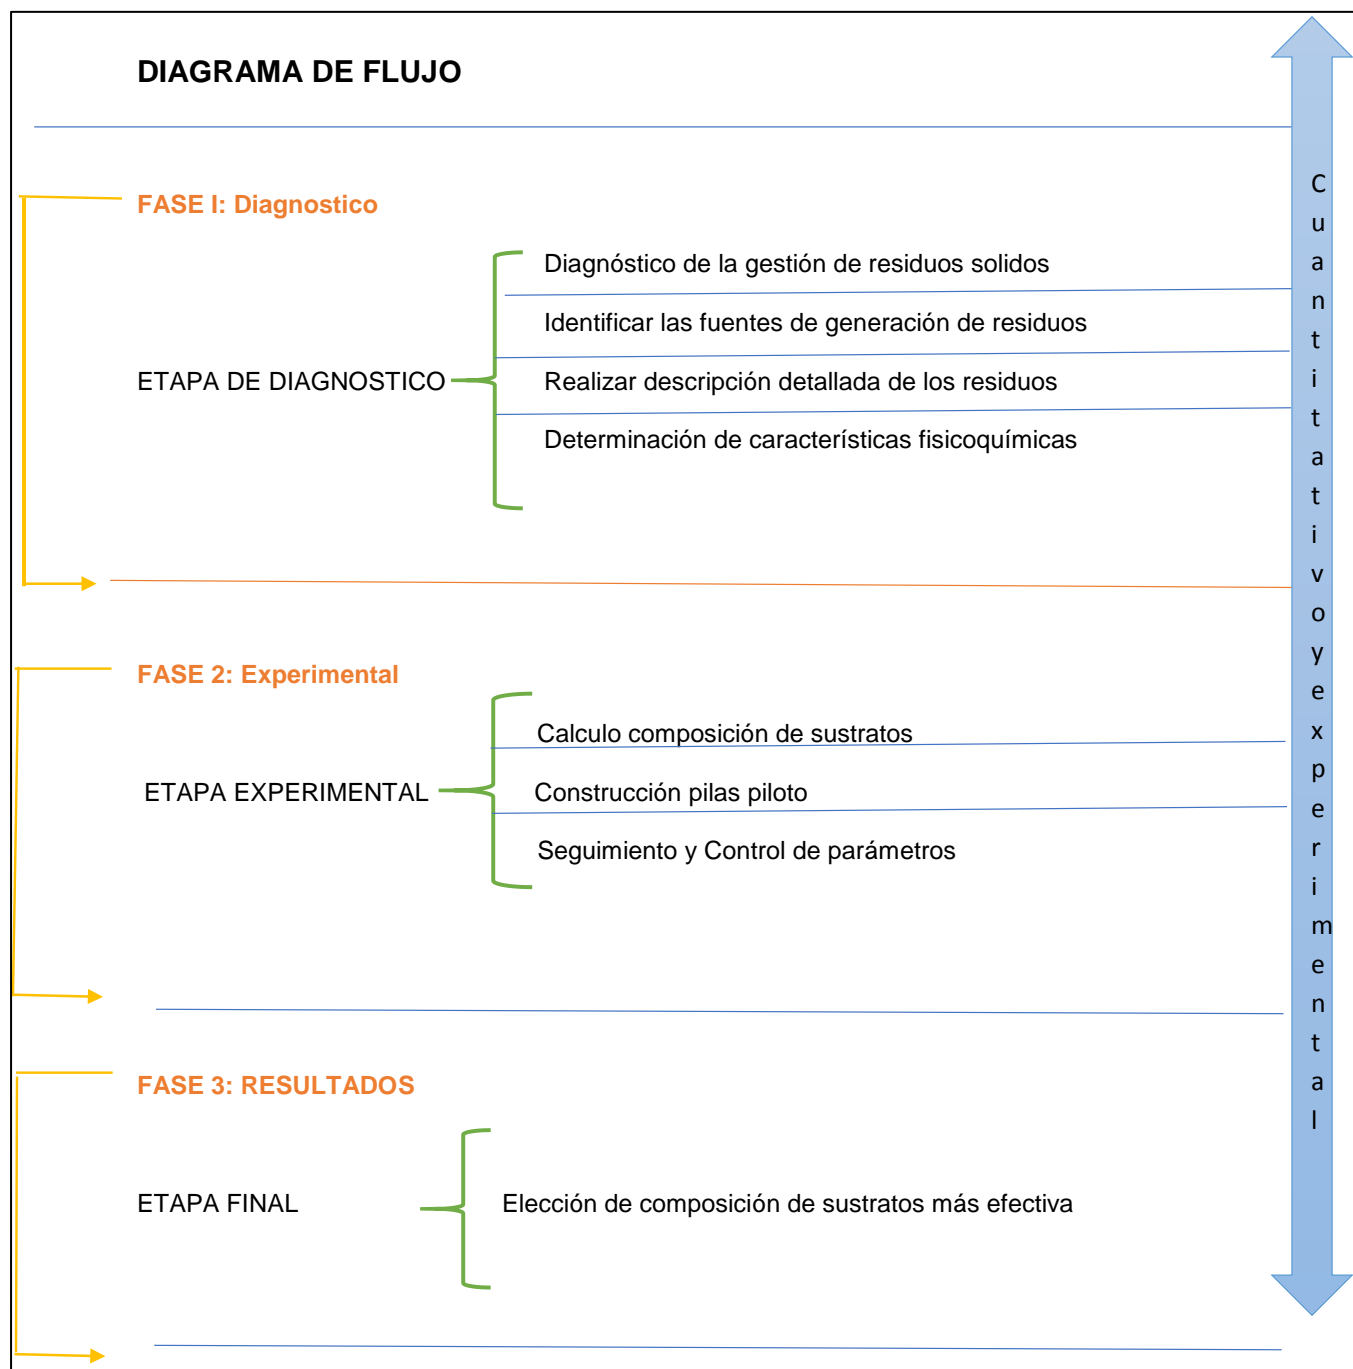 DIAGRAMA DE FLUJO
FASE I: Diagnostico
Diagnóstico de la gestión de residuos solidos
Identificar las fuentes de generación de residuos
ETAPA DE DIAGNOSTICO
Realizar descripción detallada de los residuos
Determinación de características fisicoquímicas
FASE 2: Experimental
Calculo composición de sustratos
ETAPA EXPERIMENTAL
Construcción pilas piloto
Seguimiento y Control de parámetros
FASE 3: RESULTADOS
ETAPA FINAL
Elección de composición de sustratos más efectiva
Cuantitativoyexperimental